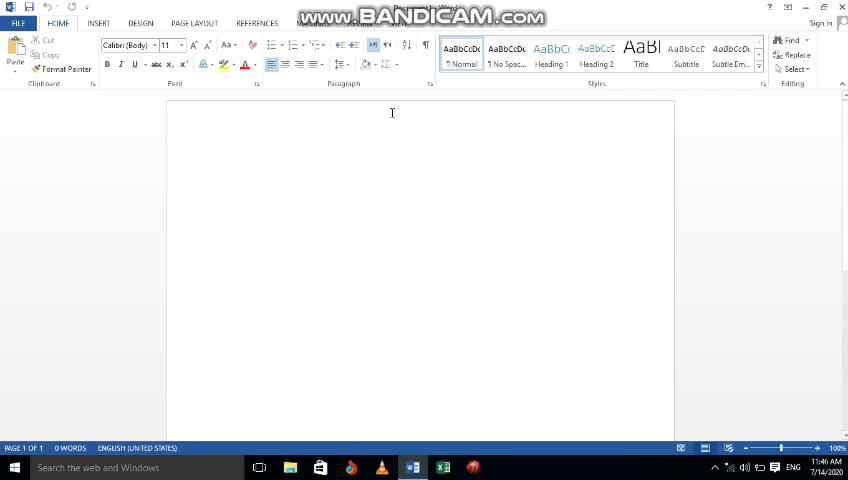 www.BANDICAM.com
Sign in
FILE HOME INSERT DESIGN PAGE LAYOUT REFERENCES
Paste
Cut
Copy
Format Painter
Clipboard
Calibri (Body) 11
Font
Paragraph
AaBbCcDc AaBbCcDc AaBbCc AaBbCcE AaBl AaBbCcD AaBbCcDc
¶ Normal ¶ No Spac... Heading 1 Heading 2 Title Subtitle Subtle Em...
Styles
Find
Replace
Select
Editing
PAGE 1 OF 1 0 WORDS ENGLISH (UNITED STATES)
100%
Search the web and Windows
ENG
11:46 AM
7/14/2020